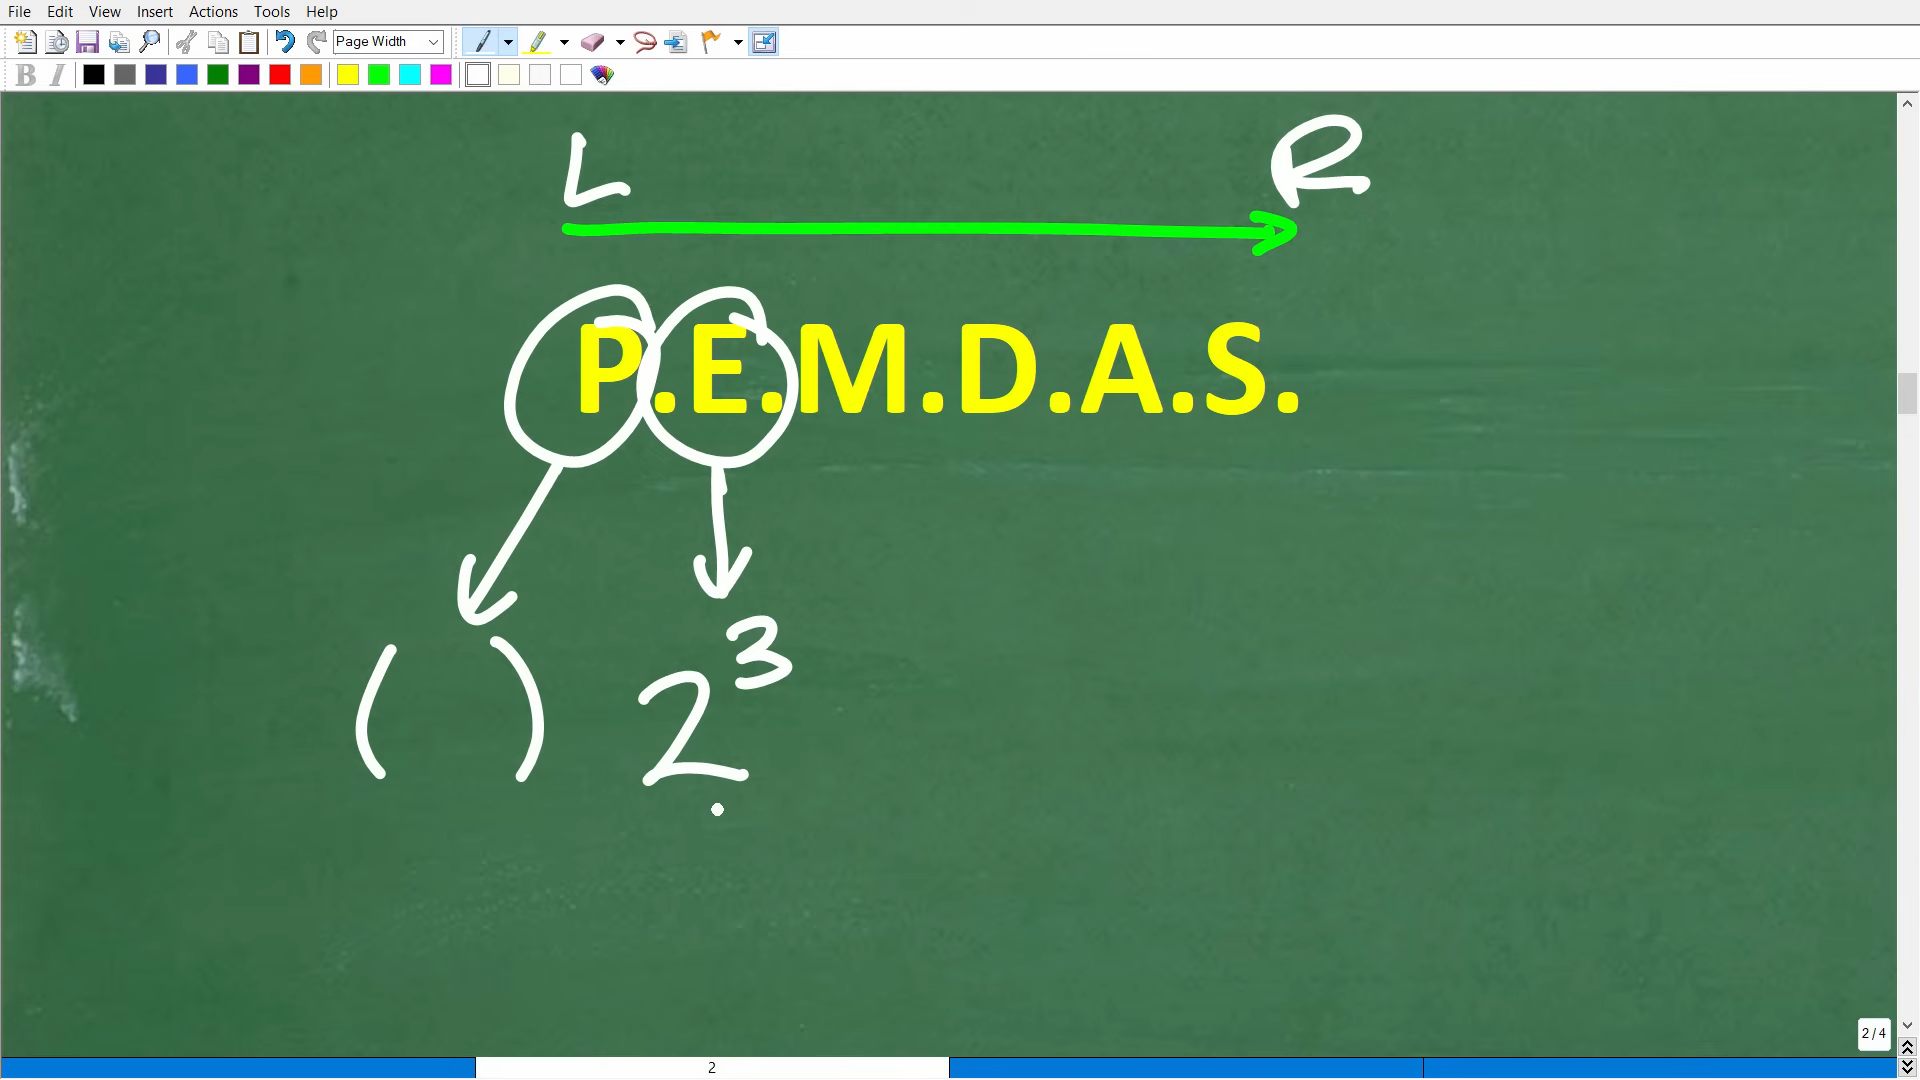 File Edit View Insert Actions Tools Help
Page Width
B I
L R
P.E.M.D.A.S.
( ) 2³
2 / 4
2